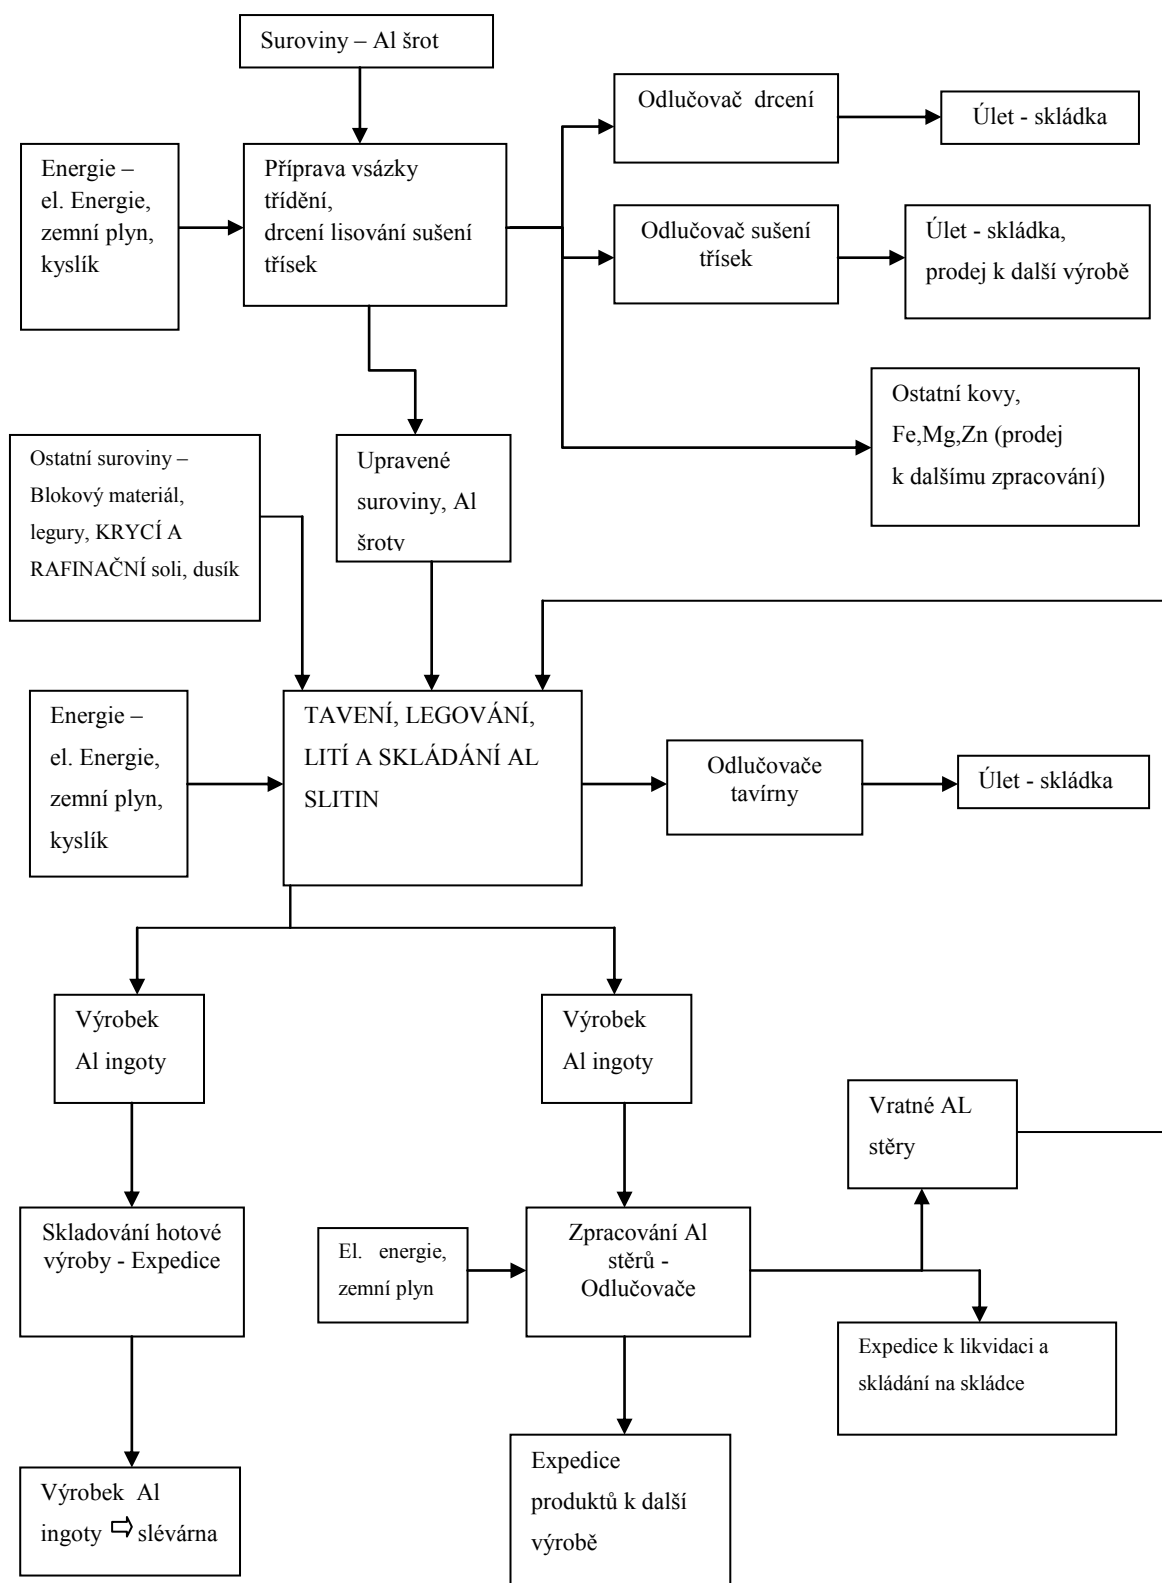 Suroviny – Al šrot
Odlučovač drcení
Úlet - skládka
Energie –
el. Energie,
zemní plyn,
kyslík
Příprava vsázky
třídění,
drcení lisování sušení
třísek
Odlučovač sušení
třísek
Úlet - skládka,
prodej k další výrobě
Ostatní kovy,
Fe,Mg,Zn (prodej
k dalšímu zpracování)
Ostatní suroviny –
Blokový materiál,
legury, KRYCÍ A
RAFINAČNÍ soli, dusík
Upravené
suroviny, Al
šrotv
Energie –
el. Energie,
zemní plyn,
kyslík
TAVENÍ, LEGOVÁNÍ,
LITÍ A SKLÁDÁNÍ AL
SLITIN
Odlučovače
tavírny
Úlet - skládka
Výrobek
Al ingoty
Výrobek
Al ingoty
Vratné AL
stěry
Skladování hotové
výroby - Expedice
El. energie,
zemní plyn
Zpracování Al
stěrů -
Odlučovače
Expedice k likvidaci a
skládání na skládce
Výrobek Al
ingoty ⇨ slévárna
Expedice
produktů k další
výrobě